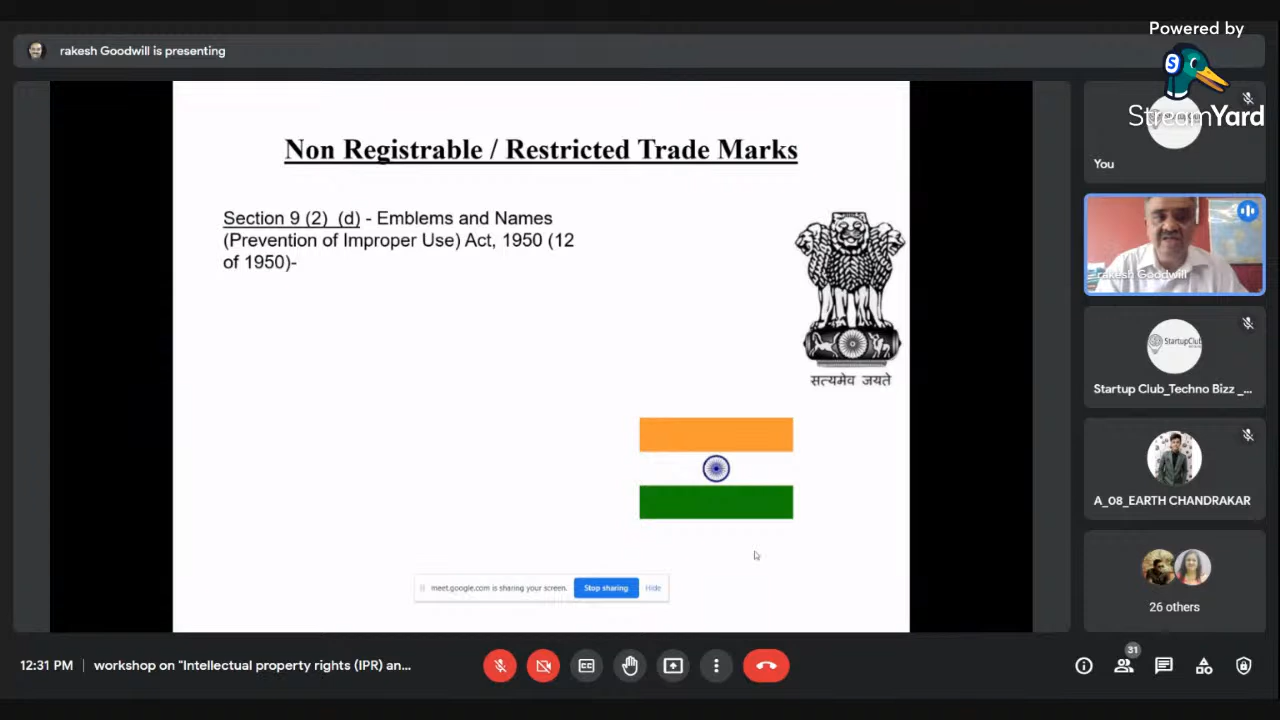 rakesh Goodwill is presenting
Powered by
StreamYard
Non Registrable / Restricted Trade Marks
Section 9 (2)  (d) - Emblems and Names
(Prevention of Improper Use) Act, 1950 (12
of 1950)-
सत्यमेव जयते
meet.google.com is sharing your screen.
Stop sharing
Hide
You
rakesh Goodwill
StartupClub
Startup Club_Techno Bizz _...
A_08_EARTH CHANDRAKAR
26 others
12:31 PM
workshop on "Intellectual property rights (IPR) an...
31